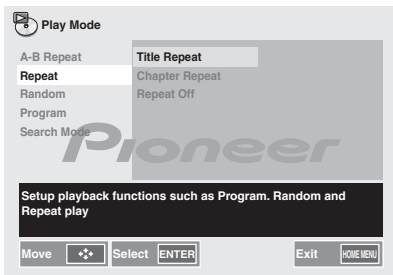 Play Mode
A-B Repeat
Title Repeat
Repeat
Chapter Repeat
Random
Repeat Off
Program
Search Mode
Pioneer
Setup playback functions such as Program. Random and
Repeat play
Move Select ENTER Exit HOME MENU